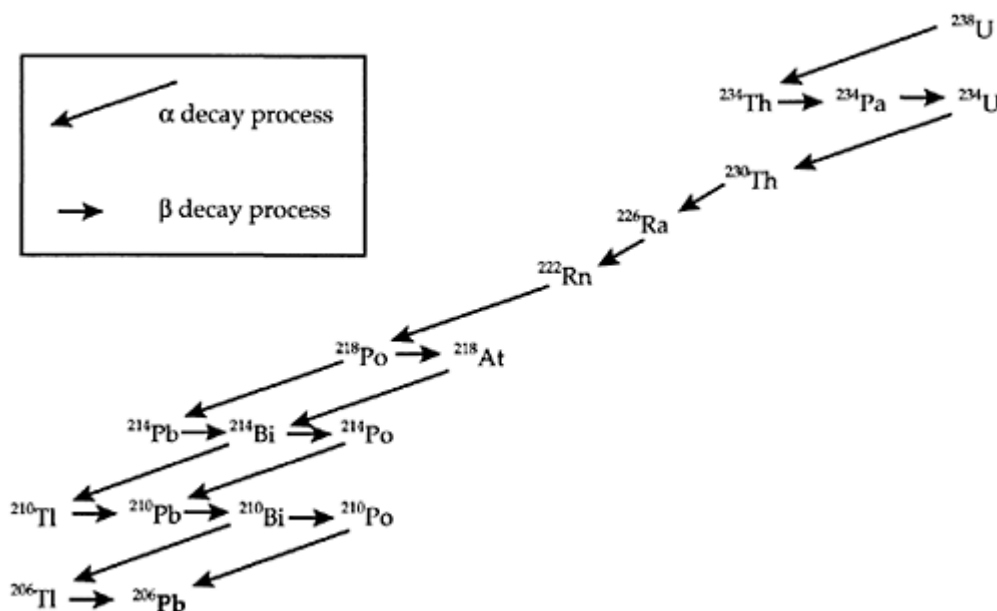 ²³⁸U
α decay process
²³⁴Th ²³⁴Pa ²³⁴U
β decay process
²³⁰Th
²²⁶Ra
²²²Rn
²¹⁸Po ²¹⁸At
²¹⁴Pb ²¹⁴Bi ²¹⁴Po
²¹⁰Tl ²¹⁰Pb ²¹⁰Bi ²¹⁰Po
²⁰⁶Tl ²⁰⁶Pb